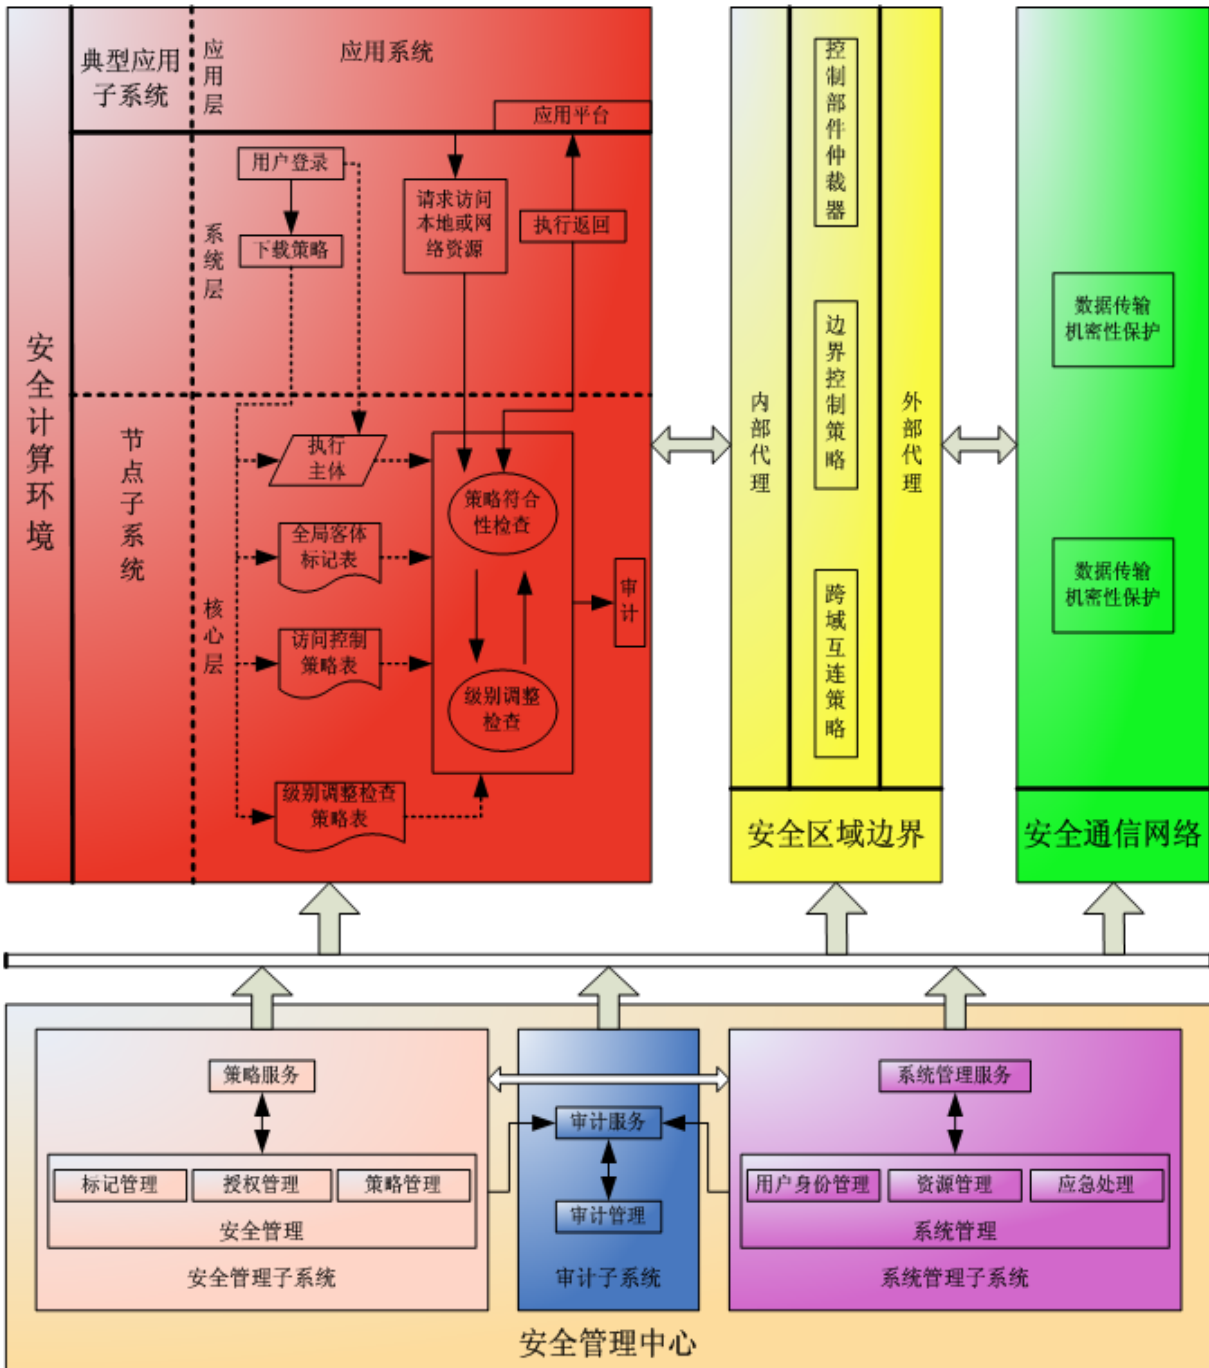 安全计算环境
典型应用
子系统
应用层
应用系统
应用平台
节点子系统
系统层
用户登录
下载策略
请求访问
本地或网
络资源
执行返回
核心层
执行
主体
全局客体
标记表
访问控制
策略表
级别调整检查
策略表
策略符合
性检查
级别调整
检查
审计
内部代理
控制部件仲裁器
边界控制策略
跨域互连策略
外部代理
安全区域边界
数据传输
机密性保护
数据传输
机密性保护
安全通信网络
策略服务
标记管理
授权管理
策略管理
安全管理
安全管理子系统
审计服务
审计管理
审计子系统
系统管理服务
用户身份管理
资源管理
应急处理
系统管理
系统管理子系统
安全管理中心